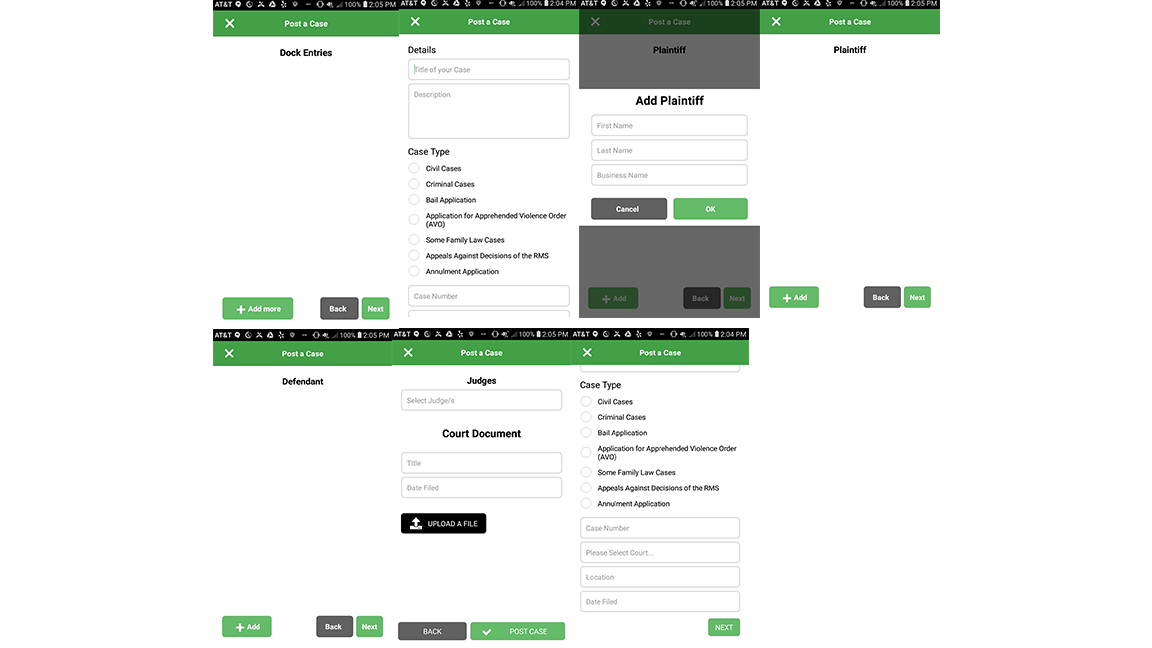 AT&T 100% 2:05 PM
Post a Case
Dock Entries
Add more
Back
Next
AT&T 100% 2:04 PM
Post a Case
Details
Title of your Case
Description
Case Type
Civil Cases
Criminal Cases
Bail Application
Application for Apprehended Violence Order
(AVO)
Some Family Law Cases
Appeals Against Decisions of the RMS
Annulment Application
Case Number
AT&T 100% 2:05 PM
Post a Case
Plaintiff
Add Plaintiff
First Name
Last Name
Business Name
Cancel
OK
Add
Back
Next
AT&T 100% 2:05 PM
Post a Case
Plaintiff
Add
Back
Next
AT&T 100% 2:05 PM
Post a Case
Defendant
Add
Back
Next
AT&T 100% 2:05 PM
Post a Case
Judges
Select Judge/s
Court Document
Title
Date Filed
UPLOAD A FILE
BACK
POST CASE
AT&T 100% 2:04 PM
Post a Case
Case Type
Civil Cases
Criminal Cases
Bail Application
Application for Apprehended Violence Order
(AVO)
Some Family Law Cases
Appeals Against Decisions of the RMS
Annulment Application
Case Number
Please Select Court...
Location
Date Filed
NEXT